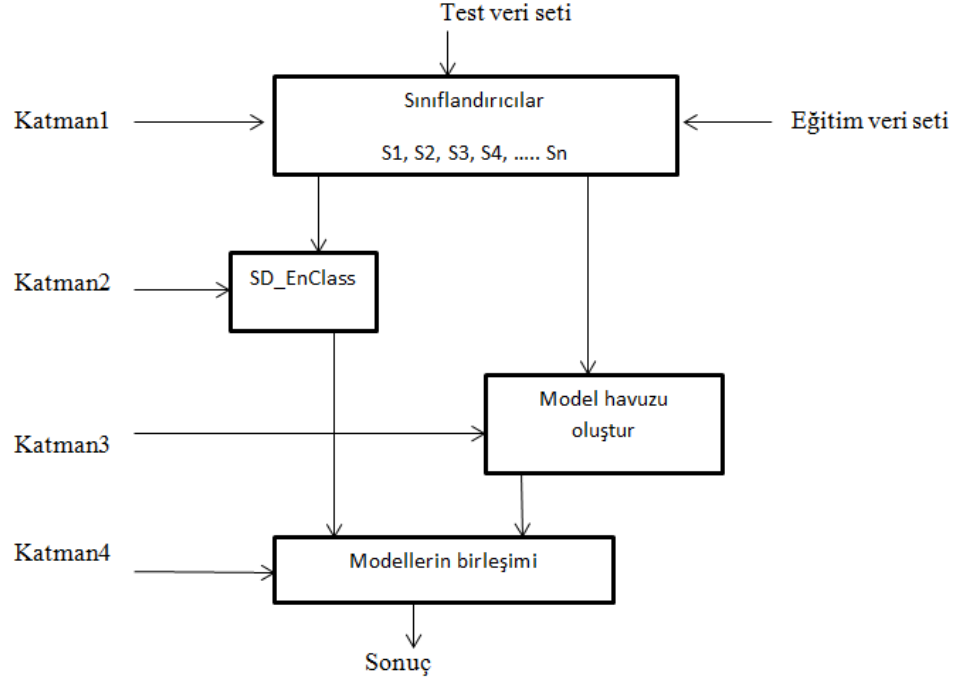 Test veri seti
Sınıflandırıcılar
Katman1
Eğitim veri seti
S1, S2, S3, S4, ..... Sn
SD_EnClass
Katman2
Model havuzu
oluştur
Katman3
Katman4
Modellerin birleşimi
Sonuç